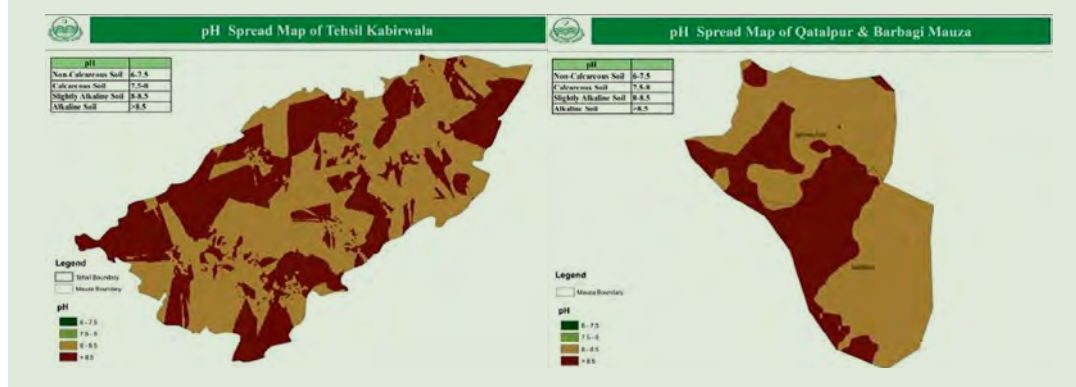 pH Spread Map of Tehsil Kabirwala
pH
Non-Calcareous Soil 6-7.5
Calcareous Soil 7.5-8
Slightly Alkaline Soil 8-8.5
Alkaline Soil >8.5
Legend
Tehsil Boundary
Mauza Boundary
pH
6 - 7.5
7.5 - 8
8 - 8.5
> 8.5
pH Spread Map of Qatalpur & Barbagi Mauza
pH
Non-Calcareous Soil 6-7.5
Calcareous Soil 7.5-8
Slightly Alkaline Soil 8-8.5
Alkaline Soil >8.5
Legend
Mauza Boundary
pH
6 - 7.5
7.5 - 8
8 - 8.5
> 8.5